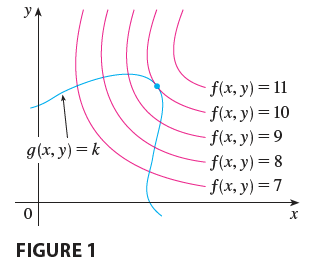 y
f(x, y) = 11
f(x, y) = 10
f(x, y) = 9
g(x, y) = k
f(x, y) = 8
f(x, y) = 7
0
x
FIGURE 1